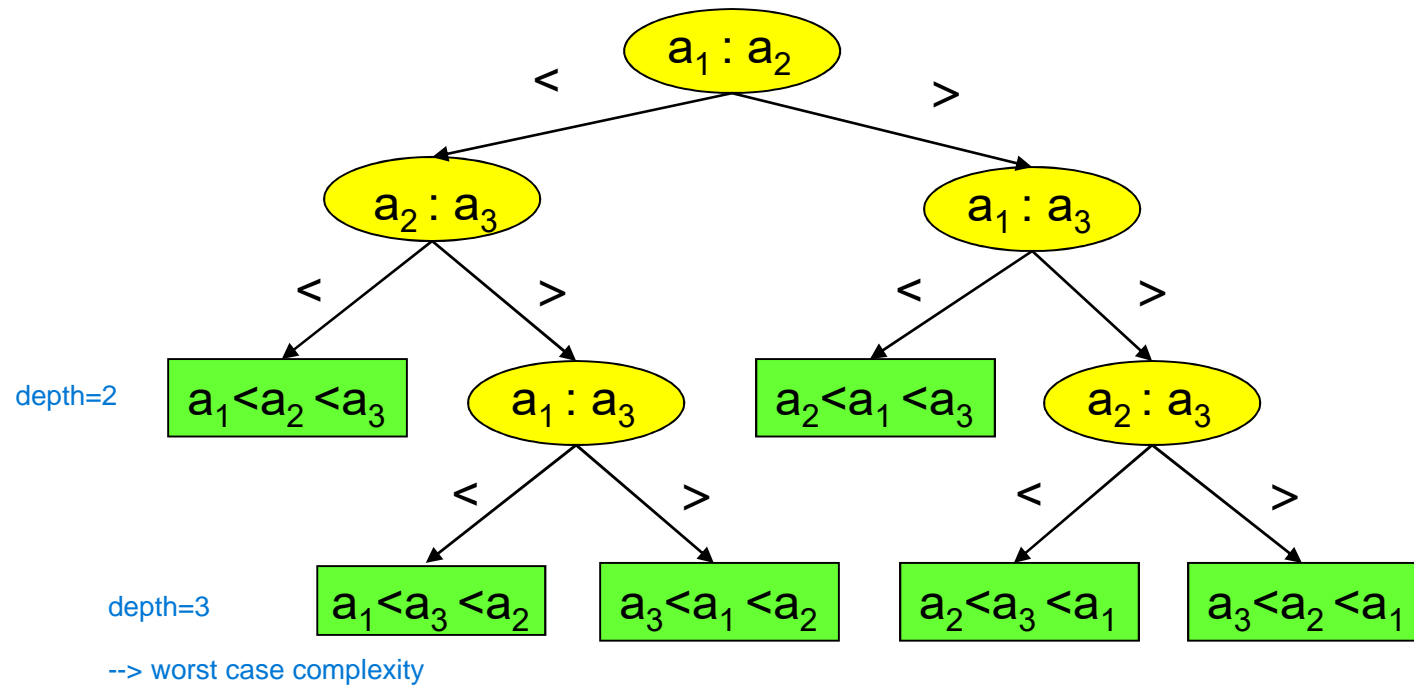 a₁ : a₂
<
>
a₂ : a₃
a₁ : a₃
<
>
<
>
depth=2
a₁<a₂ <a₃
a₁ : a₃
a₂<a₁ <a₃
a₂ : a₃
<
>
<
>
depth=3
a₁<a₃ <a₂
a₃<a₁ <a₂
a₂<a₃ <a₁
a₃<a₂ <a₁
--> worst case complexity